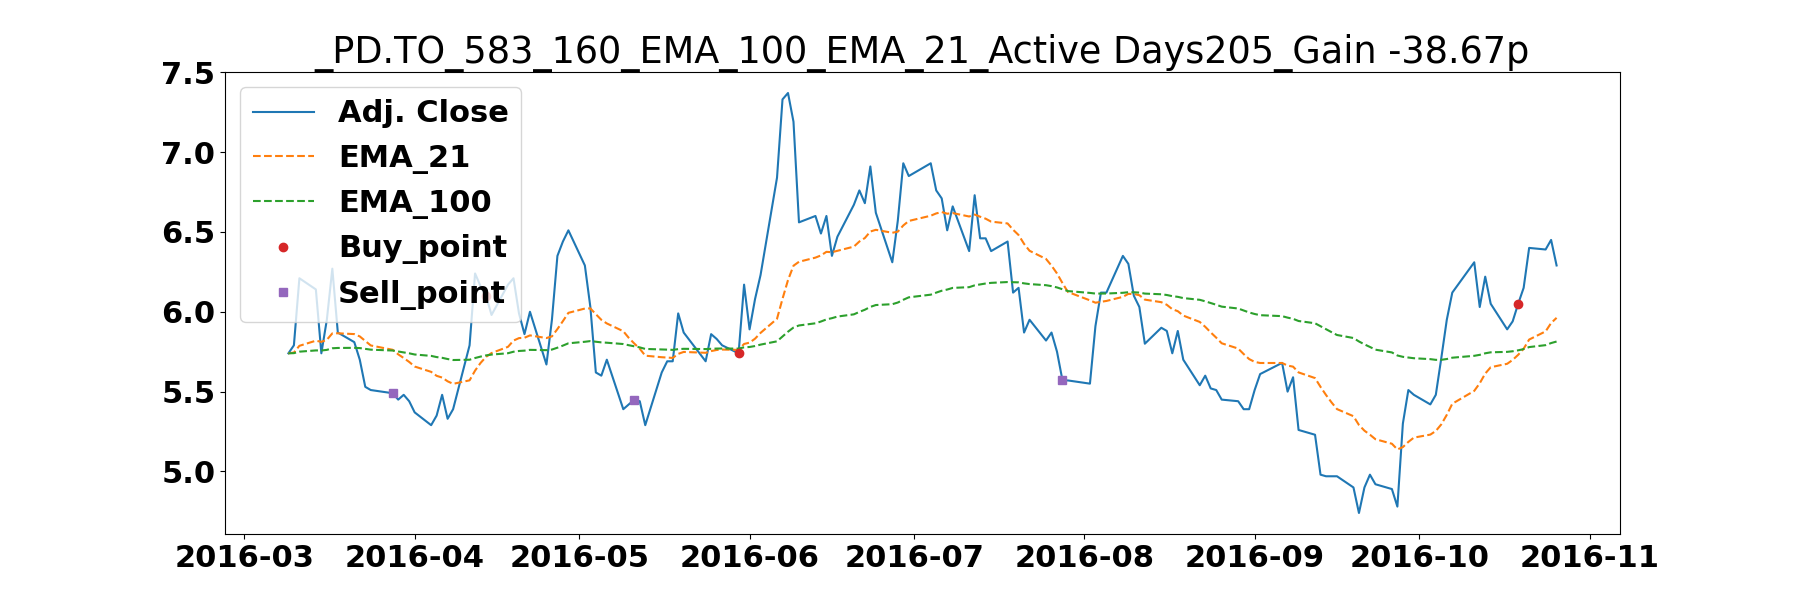 _PD.TO_583_160_EMA_100_EMA_21_Active Days205_Gain -38.67p
7.5
7.0
6.5
6.0
5.5
5.0
Adj. Close
EMA_21
EMA_100
Buy_point
Sell_point
2016-03 2016-04 2016-05 2016-06 2016-07 2016-08 2016-09 2016-10 2016-11